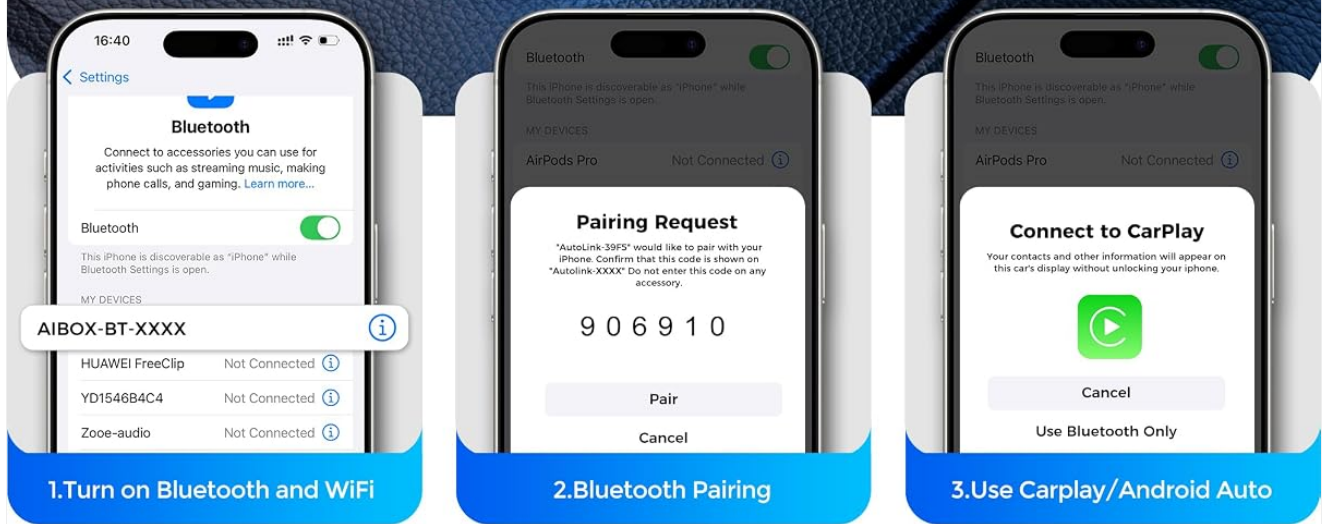 16:40
Settings
Bluetooth
Connect to accessories you can use for
activities such as streaming music, making
phone calls, and gaming. Learn more...
Bluetooth
This iPhone is discoverable as "iPhone" while
Bluetooth Settings is open.
MY DEVICES
AIBOX-BT-XXXX
HUAWEI FreeClip Not Connected
YD1546B4C4 Not Connected
Zooe-audio Not Connected
1.Turn on Bluetooth and WiFi
Bluetooth
This iPhone is discoverable as "iPhone" while
Bluetooth Settings is open.
MY DEVICES
AirPods Pro Not Connected
Pairing Request
"AutoLink-39F5" would like to pair with your
iPhone. Confirm that this code is shown on
"Autolink-XXXX" Do not enter this code on any
accessory.
906910
Pair
Cancel
2.Bluetooth Pairing
Bluetooth
This iPhone is discoverable as "iPhone" while
Bluetooth Settings is open.
MY DEVICES
AirPods Pro Not Connected
Connect to CarPlay
Your contacts and other information will appear on
this car's display without unlocking your iphone.
Cancel
Use Bluetooth Only
3.Use Carplay/Android Auto